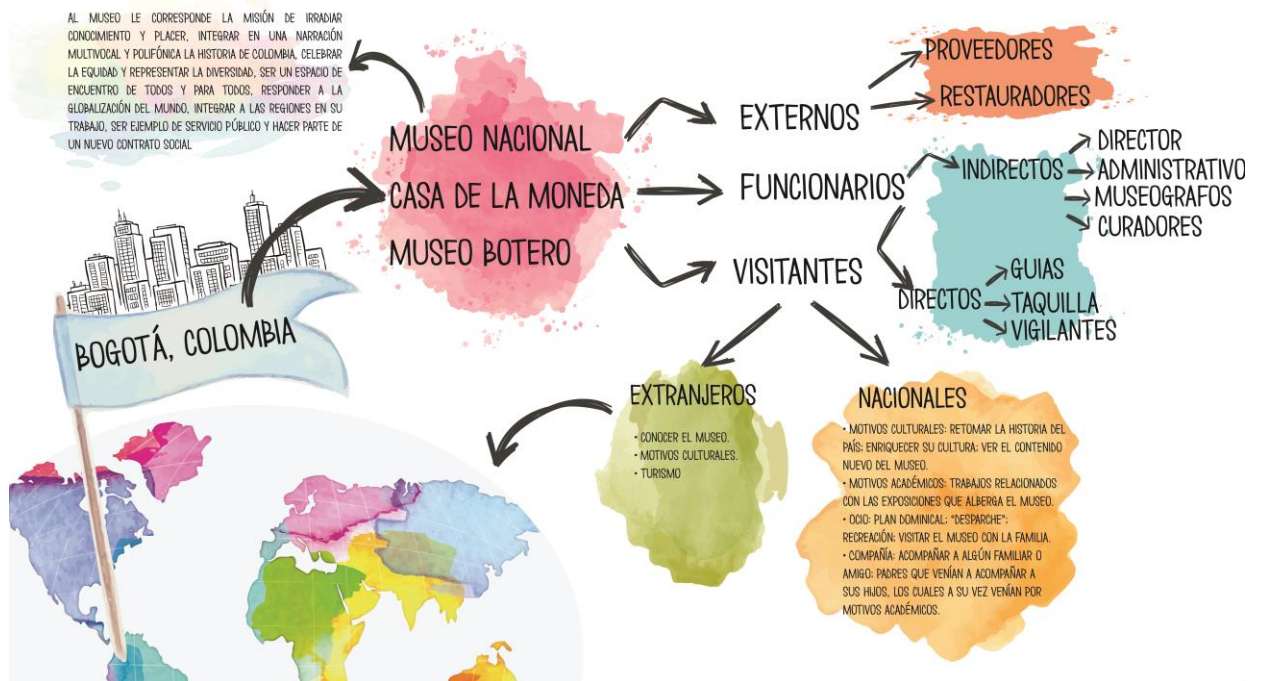 AL MUSEO LE CORRESPONDE LA MISIÓN DE IRRADIAR
CONOCIMIENTO Y PLACER, INTEGRAR EN UNA NARRACIÓN
MULTIVOCAL Y POLIFÓNICA LA HISTORIA DE COLOMBIA, CELEBRAR
LA EQUIDAD Y REPRESENTAR LA DIVERSIDAD, SER UN ESPACIO DE
ENCUENTRO DE TODOS Y PARA TODOS, RESPONDER A LA
GLOBALIZACIÓN DEL MUNDO, INTEGRAR A LAS REGIONES EN SU
TRABAJO, SER EJEMPLO DE SERVICIO PÚBLICO Y HACER PARTE DE
UN NUEVO CONTRATO SOCIAL
BOGOTÁ, COLOMBIA
MUSEO NACIONAL
CASA DE LA MONEDA
MUSEO BOTERO
EXTERNOS
PROVEEDORES
RESTAURADORES
FUNCIONARIOS
INDIRECTOS
DIRECTOR
ADMINISTRATIVO
MUSEOGRAFOS
CURADORES
DIRECTOS
GUIAS
TAQUILLA
VIGILANTES
VISITANTES
EXTRANJEROS
• CONOCER EL MUSEO.
• MOTIVOS CULTURALES.
• TURISMO
NACIONALES
• MOTIVOS CULTURALES: RETOMAR LA HISTORIA DEL
PAÍS; ENRIQUECER SU CULTURA; VER EL CONTENIDO
NUEVO DEL MUSEO.
• MOTIVOS ACADÉMICOS: TRABAJOS RELACIONADOS
CON LAS EXPOSICIONES QUE ALBERGA EL MUSEO.
• OCIO: PLAN DOMINICAL; "DESPARCHE";
RECREACIÓN; VISITAR EL MUSEO CON LA FAMILIA.
• COMPAÑÍA: ACOMPAÑAR A ALGÚN FAMILIAR O
AMIGO; PADRES QUE VENÍAN A ACOMPAÑAR A
SUS HIJOS, LOS CUALES A SU VEZ VENÍAN POR
MOTIVOS ACADÉMICOS.